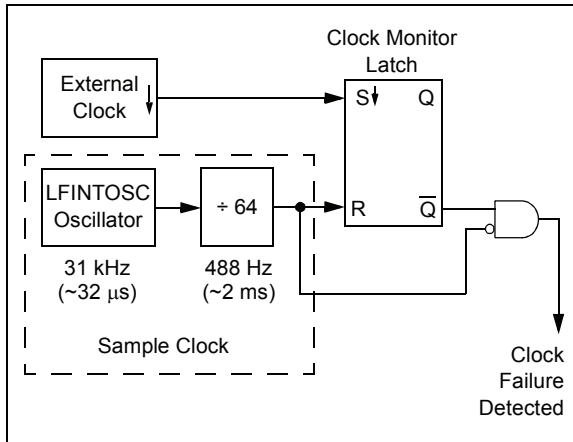 Clock Monitor
Latch
External
Clock
S
Q
LFINTOSC
Oscillator
÷ 64
R
Q̅
31 kHz
(~32 μs)
488 Hz
(~2 ms)
Sample Clock
Clock
Failure
Detected